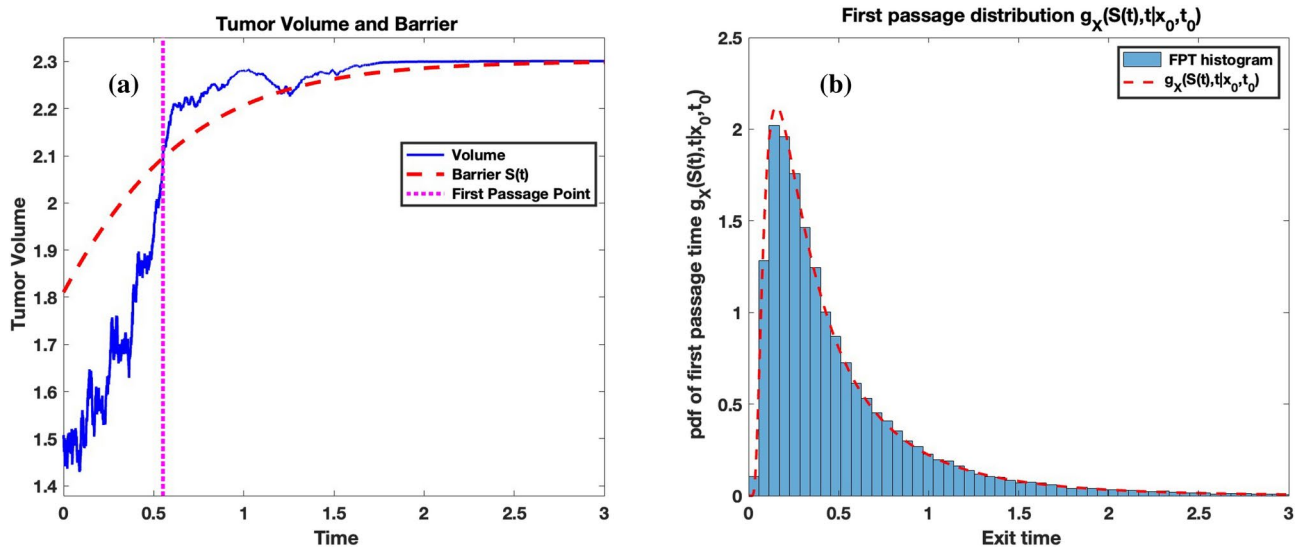 Tumor Volume and Barrier
(a)
Tumor Volume
2.3
2.2
2.1
2
1.9
1.8
1.7
1.6
1.5
1.4
Volume
Barrier S(t)
First Passage Point
0 0.5 1 1.5 2 2.5 3
Time
First passage distribution g_X(S(t),t|x_0,t_0)
(b)
pdf of first passage time g_X(S(t),t|x_0,t_0)
2.5
2
1.5
1
0.5
0
FPT histogram
g_X(S(t),t|x_0,t_0)
0 0.5 1 1.5 2 2.5 3
Exit time